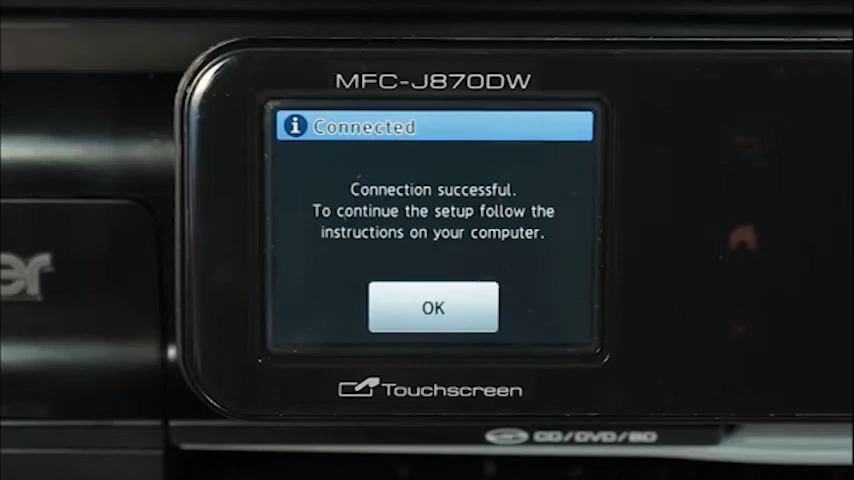 MFC-J870DW
Connected
Connection successful.
To continue the setup follow the
instructions on your computer.
OK
Touchscreen
CD/DVD/BD